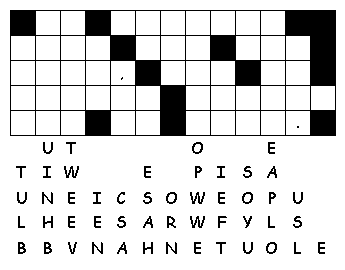 U T O E
T I W E P I S A
U N E I C S O W E O P U
L H E E S A R W F Y L S
B B V N A H N E T U O L E